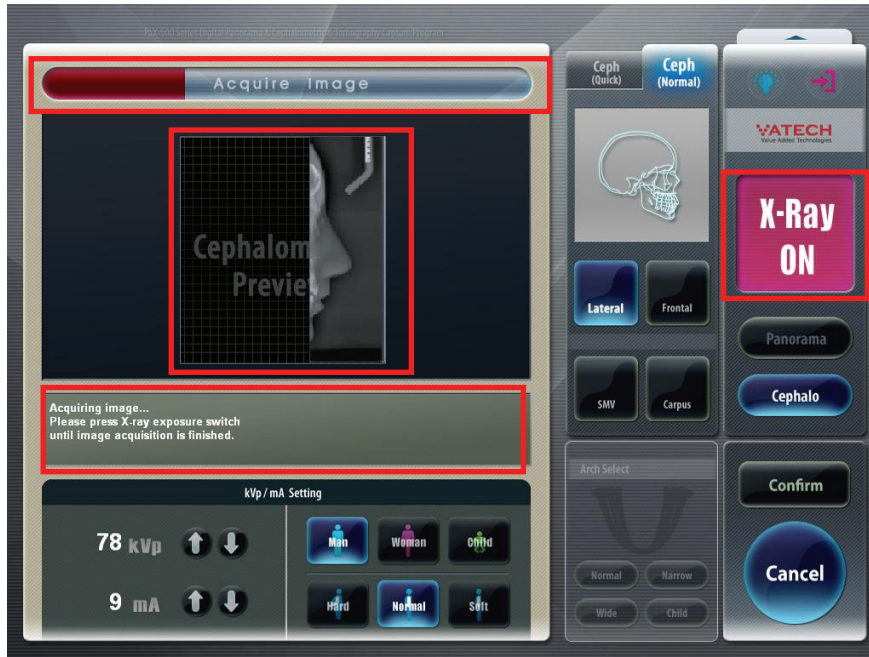 PaX-500 Series Digital Panorama & Cephalometric & Tomography Capture Program
Acquire Image
Cephalom
Previe
Acquiring image...
Please press X-ray exposure switch
until image acquisition is finished.
kVp / mA Setting
78 kVp
9 mA
Man
Woman
Child
Hard
Normal
Soft
Ceph
(Quick)
Ceph
(Normal)
Lateral
Frontal
SMV
Carpus
Arch Select
Normal
Narrow
Wide
Child
VATECH
Value Added Technologies
X-Ray
ON
Panorama
Cephalo
Confirm
Cancel